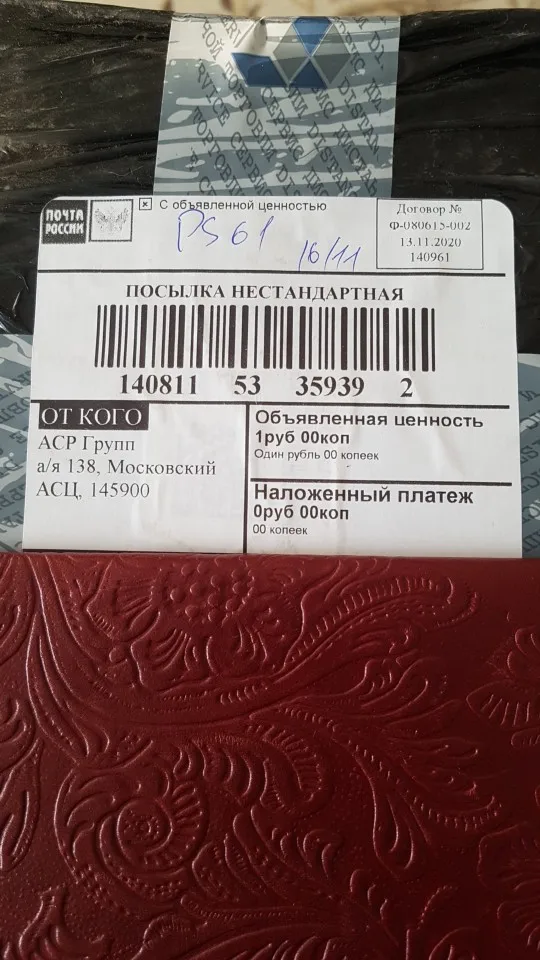 ПОЧТА
РОССИИ
С объявленной ценностью
PS 61
16/11
Договор №
Ф-080615-002
13.11.2020
140961
ПОСЫЛКА НЕСТАНДАРТНАЯ
140811 53 35939 2
ОТ КОГО
АСР Групп
а/я 138, Московский
АСЦ, 145900
Объявленная ценность
1руб 00коп
Один рубль 00 копеек
Наложенный платеж
0руб 00коп
00 копеек